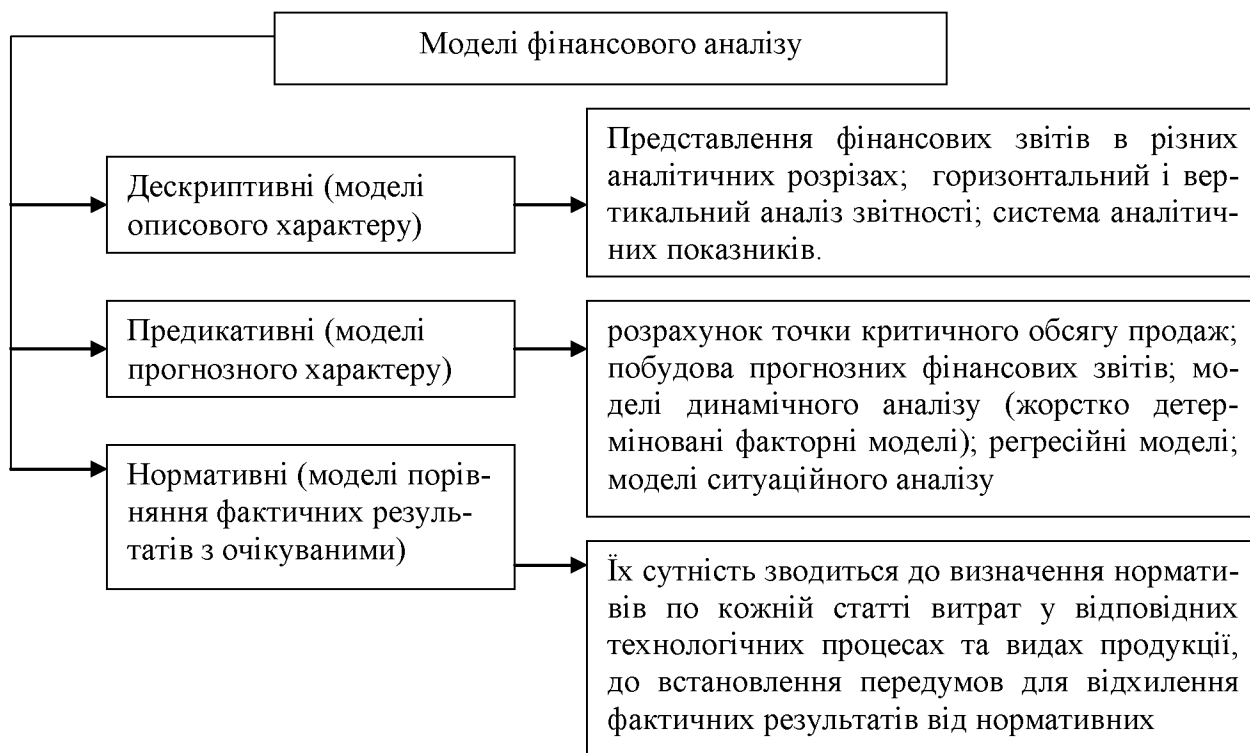 Моделі фінансового аналізу
Дескриптивні (моделі
описового характеру)
Представлення фінансових звітів в різних
аналітичних розрізах; горизонтальний і вер-
тикальний аналіз звітності; система аналітич-
них показників.
Предикативні (моделі
прогнозного характеру)
розрахунок точки критичного обсягу продаж;
побудова прогнозних фінансових звітів; мо-
делі динамічного аналізу (жорстко детер-
міновані факторні моделі); регресійні моделі;
моделі ситуаційного аналізу
Нормативні (моделі порів-
няння фактичних резуль-
татів з очікуваними)
Їх сутність зводиться до визначення нормати-
вів по кожній статті витрат у відповідних
технологічних процесах та видах продукції,
до встановлення передумов для відхилення
фактичних результатів від нормативних